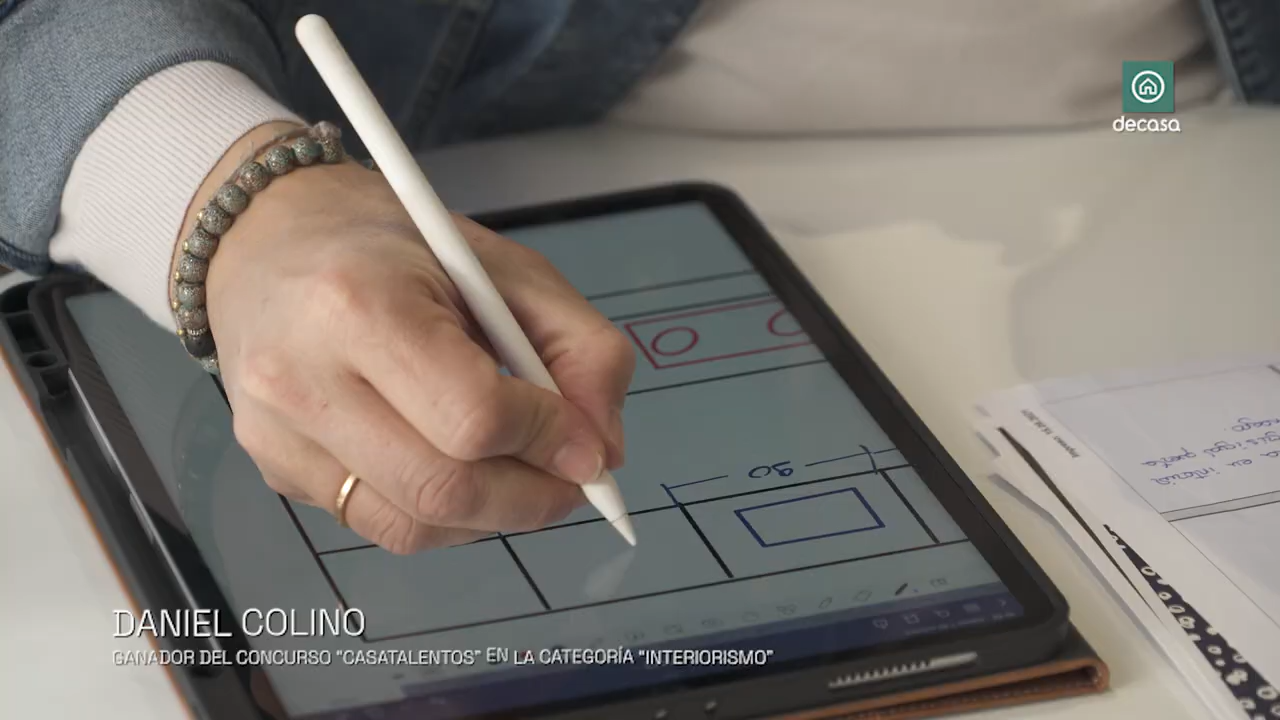 decasa
90
DANIEL COLINO
GANADOR DEL CONCURSO “CASATALENTOS” EN LA CATEGORÍA “INTERIORISMO”